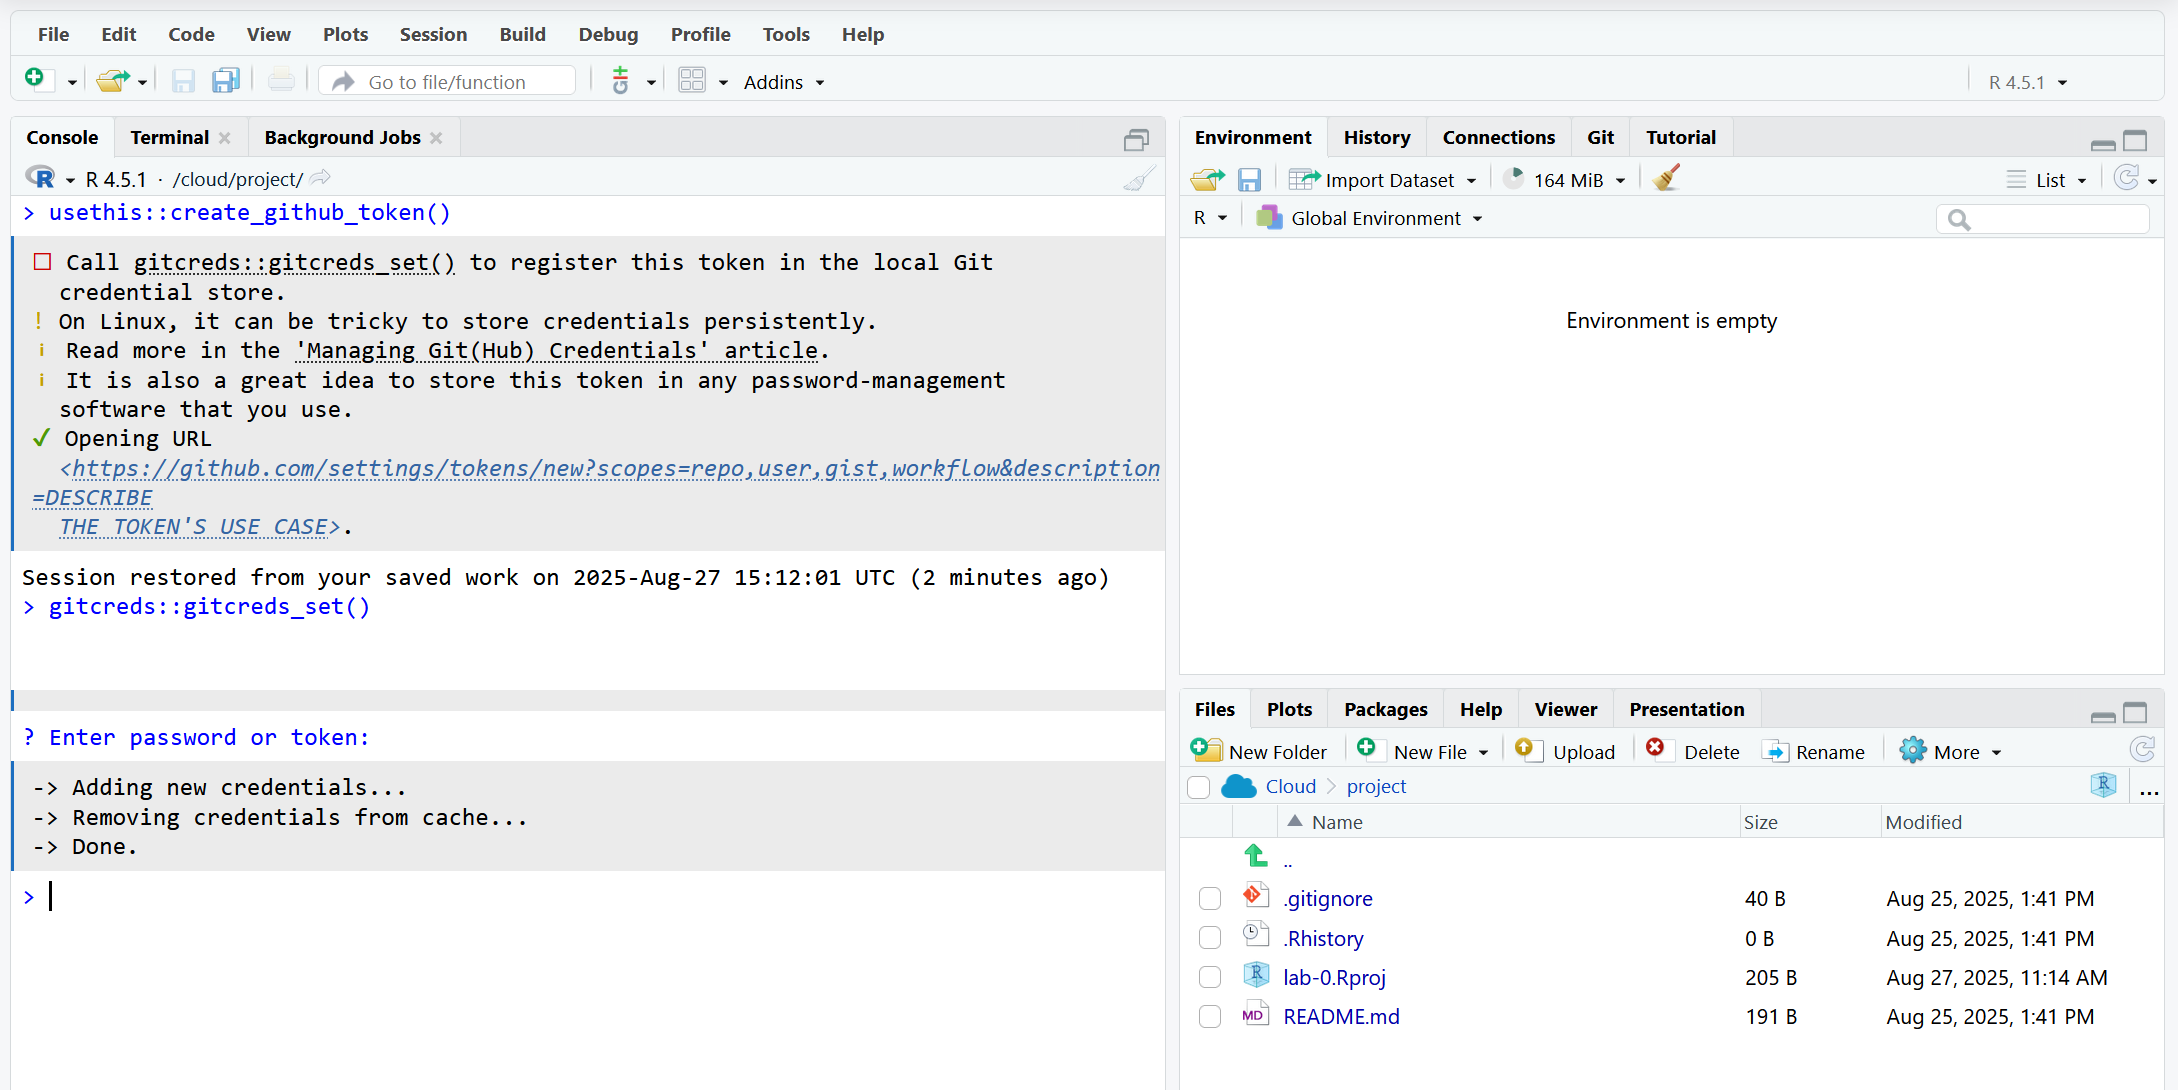 File Edit Code View Plots Session Build Debug Profile Tools Help
Go to file/function Addins R 4.5.1
Console Terminal Background Jobs
R 4.5.1 · /cloud/project/
> usethis::create_github_token()
☐ Call gitcreds::gitcreds_set() to register this token in the local Git
credential store.
! On Linux, it can be tricky to store credentials persistently.
i Read more in the 'Managing Git(Hub) Credentials' article.
i It is also a great idea to store this token in any password-management
software that you use.
✔ Opening URL
<https://github.com/settings/tokens/new?scopes=repo,user,gist,workflow&description
=DESCRIBE
THE TOKEN'S USE CASE>.
Session restored from your saved work on 2025-Aug-27 15:12:01 UTC (2 minutes ago)
> gitcreds::gitcreds_set()
? Enter password or token:
-> Adding new credentials...
-> Removing credentials from cache...
-> Done.
>
Environment History Connections Git Tutorial
Import Dataset 164 MiB List
R Global Environment
Environment is empty
Files Plots Packages Help Viewer Presentation
New Folder New File Upload Delete Rename More
Cloud project ...
Name Size Modified
..
.gitignore 40 B Aug 25, 2025, 1:41 PM
.Rhistory 0 B Aug 25, 2025, 1:41 PM
lab-0.Rproj 205 B Aug 27, 2025, 11:14 AM
MD README.md 191 B Aug 25, 2025, 1:41 PM